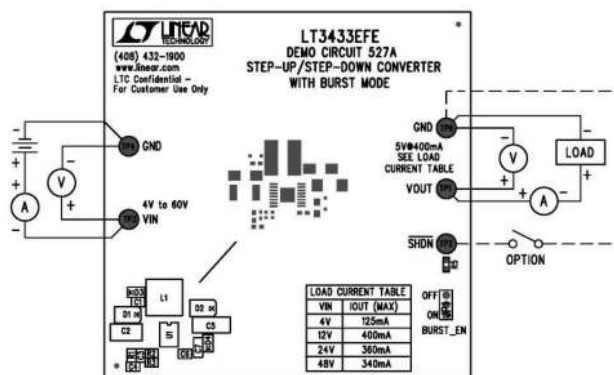 LINEAR
TECHNOLOGY
(408) 432-1900
www.linear.com
LTC Confidential –
For Customer Use Only
LT3433EFE
DEMO CIRCUIT 527A
STEP-UP/STEP-DOWN CONVERTER
WITH BURST MODE
TP4 GND
4V to 60V
TP3 VIN
V
A
GND TP6
5V@400mA
SEE LOAD
CURRENT TABLE
VOUT TP5
V
LOAD
A
SHDN TP2
OPTION
LOAD CURRENT TABLE
VIN IOUT (MAX)
4V 125mA
12V 400mA
24V 360mA
48V 340mA
OFF
ON
BURST_EN
L1
C1
D1
C2
D2
C3